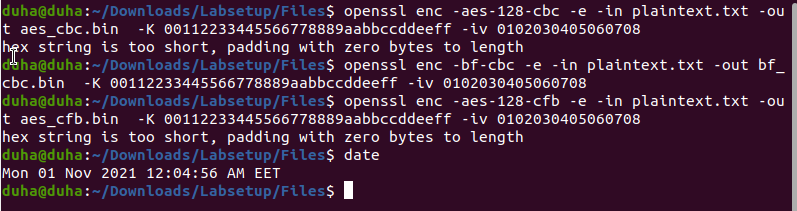 duha@duha:~/Downloads/Labsetup/Files$ openssl enc -aes-128-cbc -e -in plaintext.txt -ou
t aes_cbc.bin  -K 00112233445566778889aabbccddeeff -iv 0102030405060708
hex string is too short, padding with zero bytes to length
duha@duha:~/Downloads/Labsetup/Files$ openssl enc -bf-cbc -e -in plaintext.txt -out bf_
cbc.bin  -K 00112233445566778889aabbccddeeff -iv 0102030405060708
duha@duha:~/Downloads/Labsetup/Files$ openssl enc -aes-128-cfb -e -in plaintext.txt -ou
t aes_cfb.bin  -K 00112233445566778889aabbccddeeff -iv 0102030405060708
hex string is too short, padding with zero bytes to length
duha@duha:~/Downloads/Labsetup/Files$ date
Mon 01 Nov 2021 12:04:56 AM EET
duha@duha:~/Downloads/Labsetup/Files$